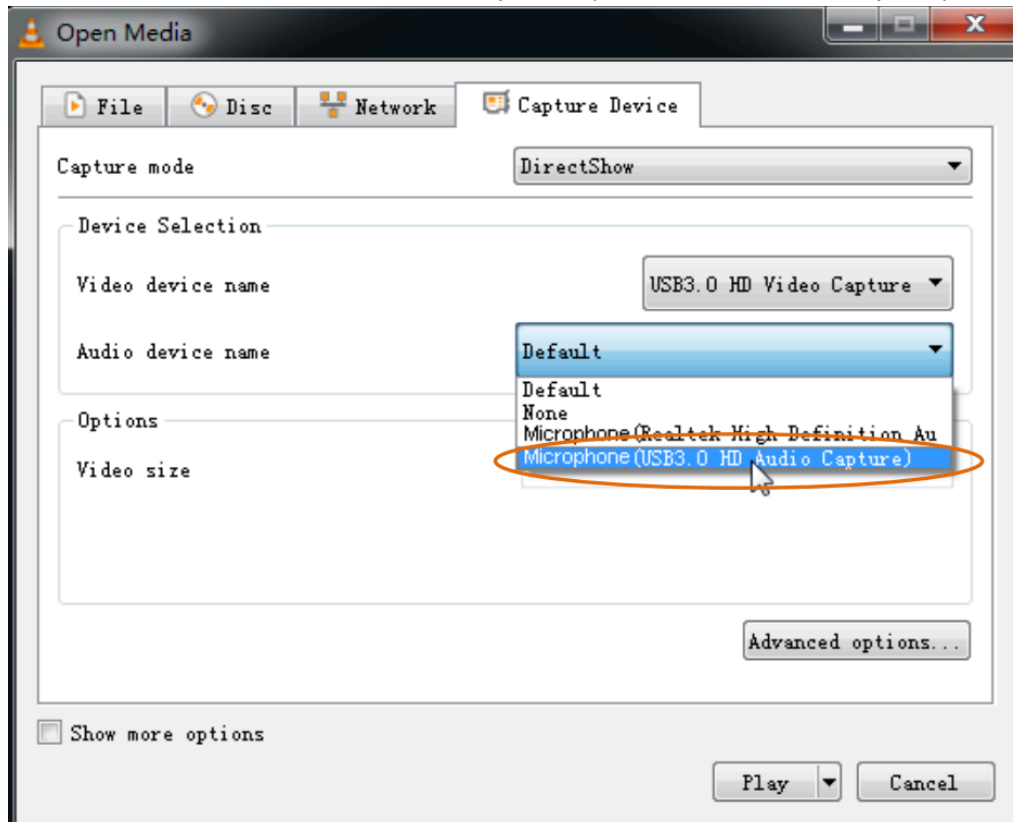 Open Media
File Disc Network Capture Device
Capture mode DirectShow
Device Selection
Video device name USB3.0 HD Video Capture
Audio device name Default
Default
None
Microphone (Realtek High Definition Au
Microphone (USB3.0 HD Audio Capture)
Options
Video size
Advanced options...
Show more options
Play Cancel